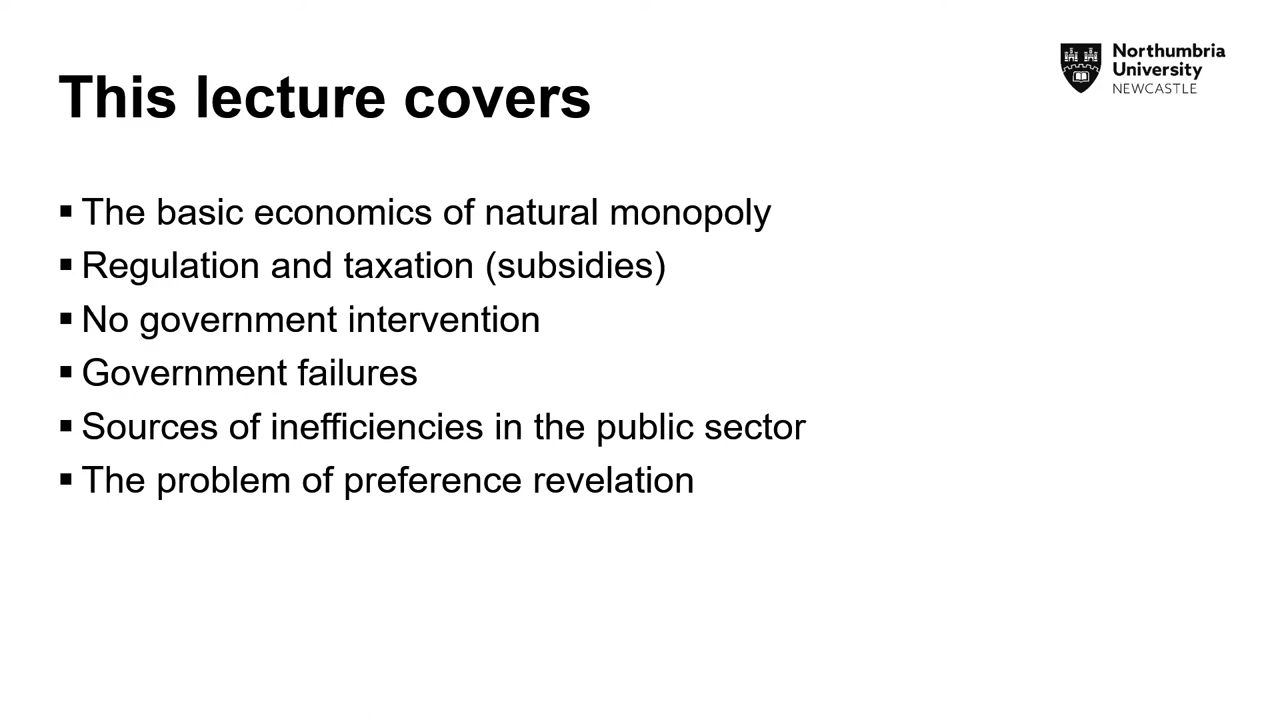 Northumbria
University
NEWCASTLE
This lecture covers
▪ The basic economics of natural monopoly
▪ Regulation and taxation (subsidies)
▪ No government intervention
▪ Government failures
▪ Sources of inefficiencies in the public sector
▪ The problem of preference revelation